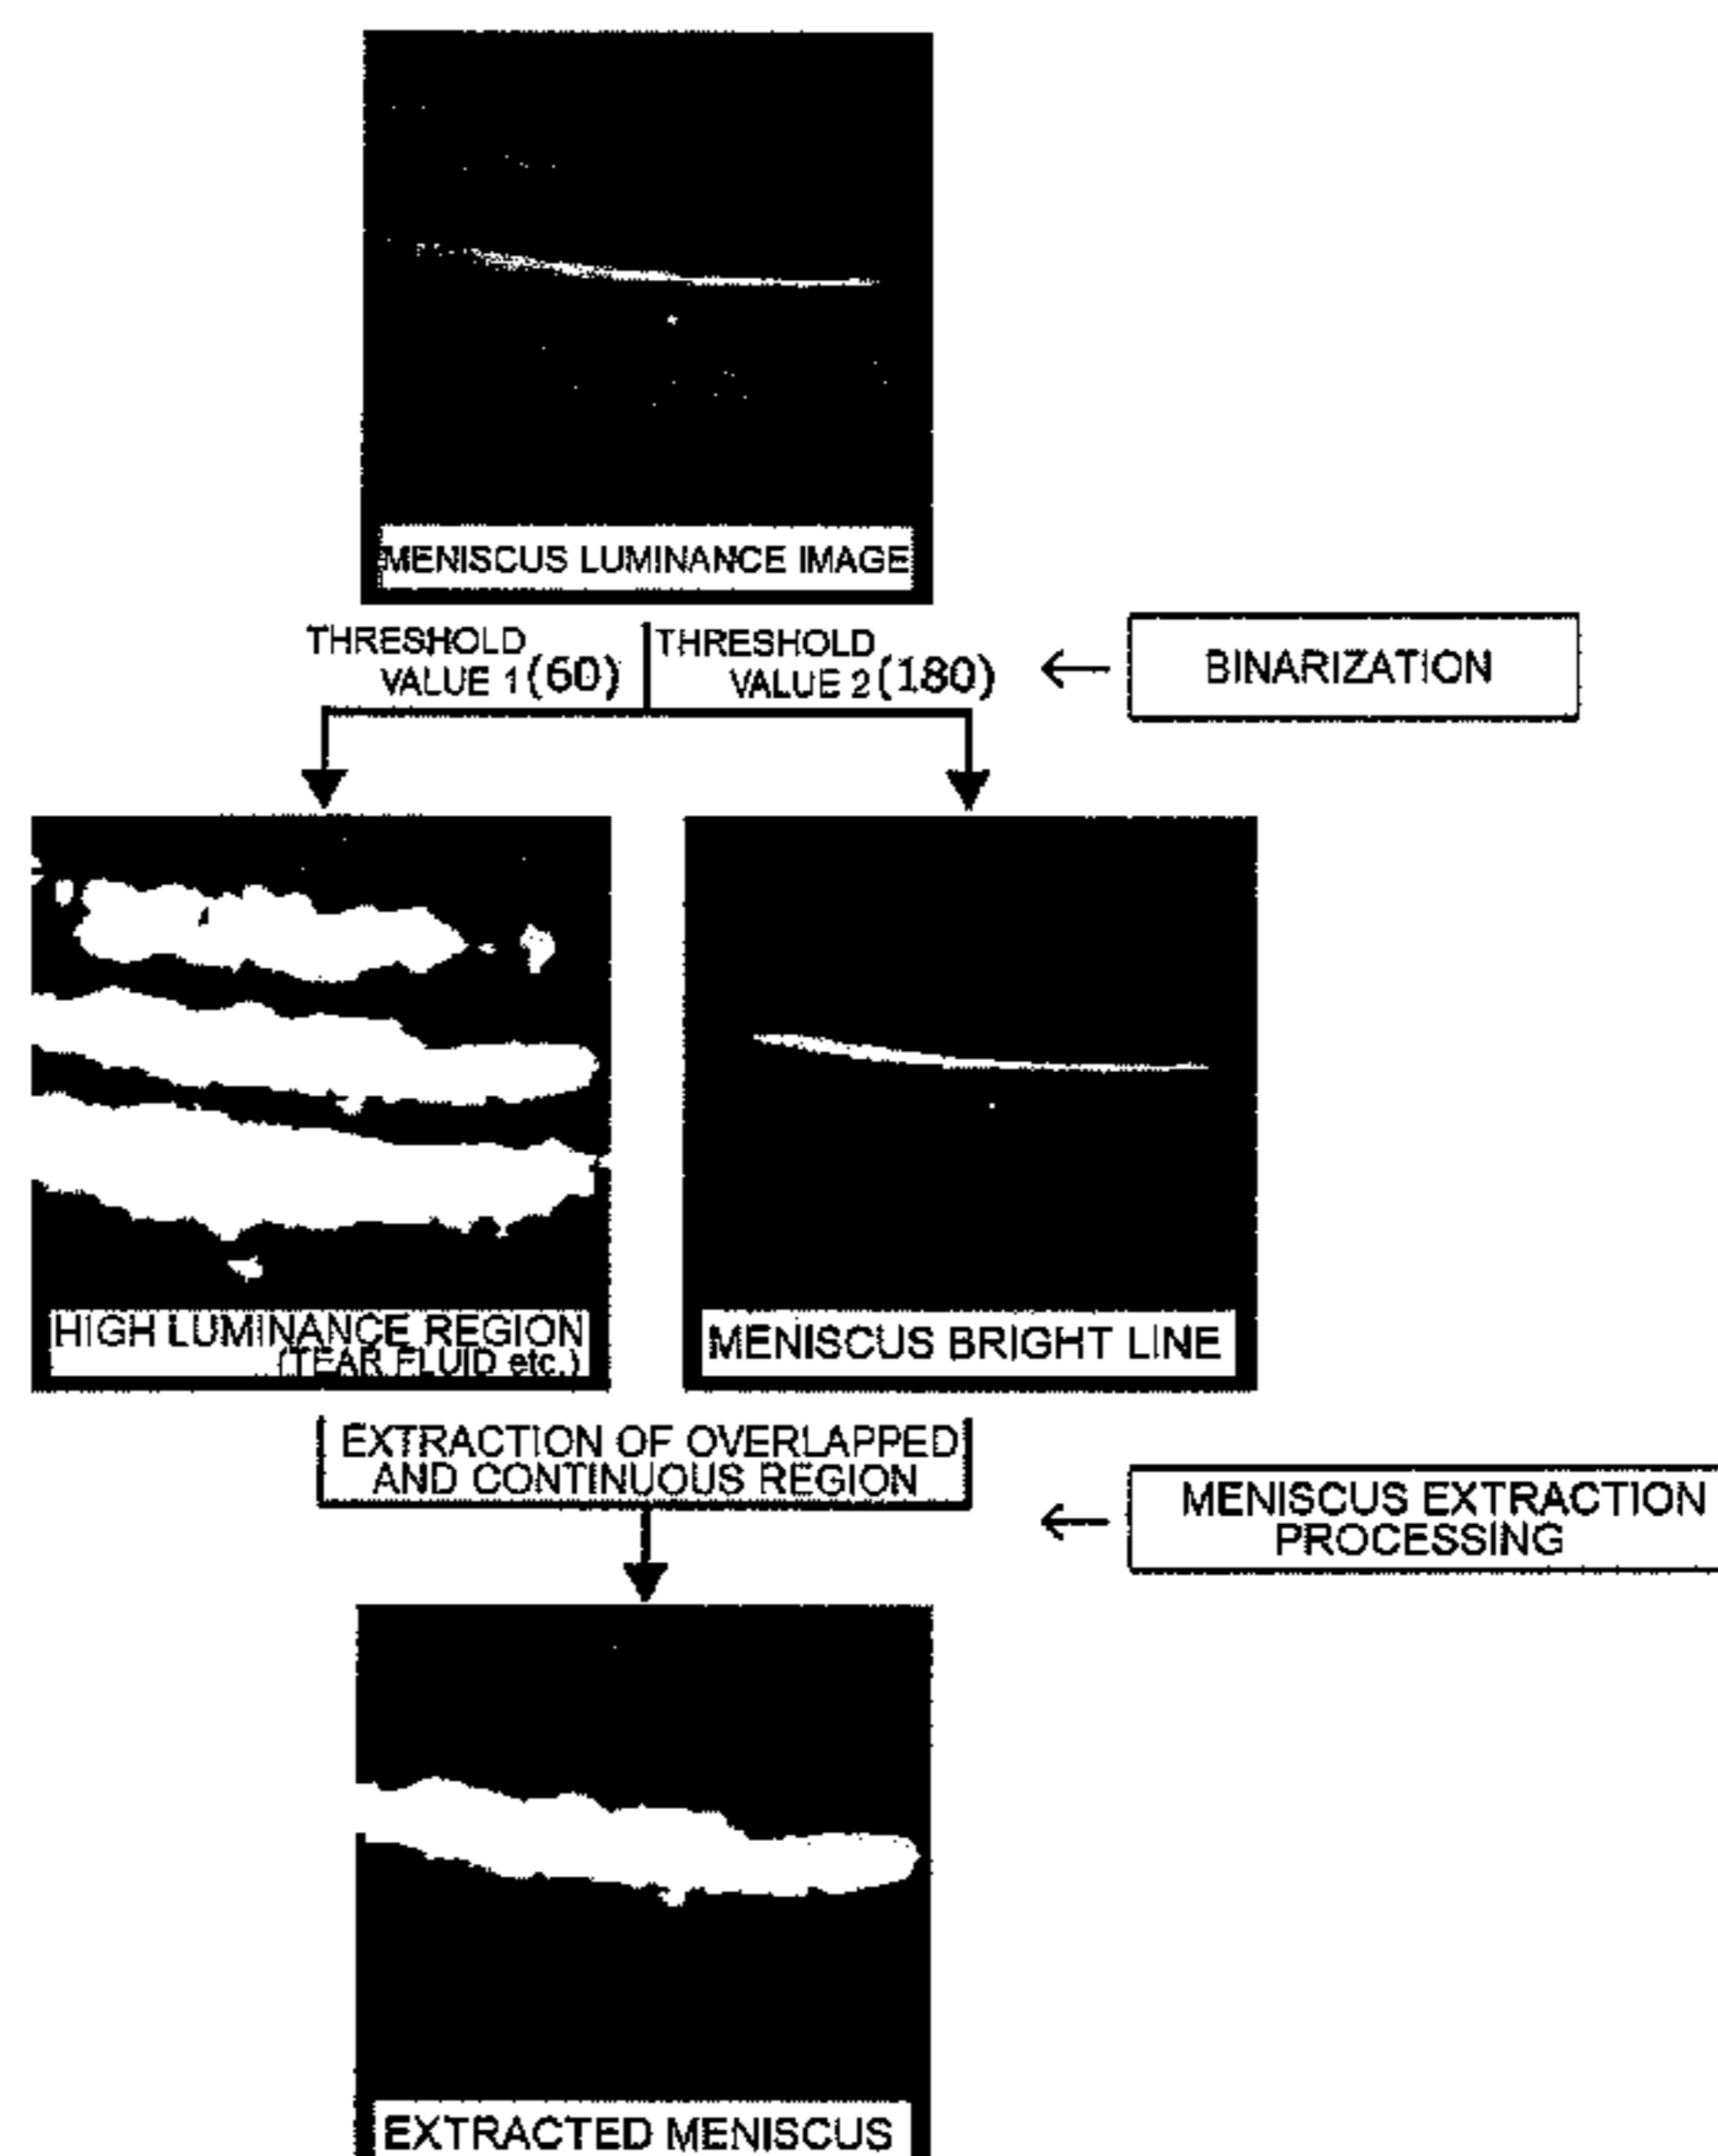 MENISCUS LUMINANCE IMAGE
THRESHOLD
VALUE 1 (60)
THRESHOLD
VALUE 2 (180)
BINARIZATION
HIGH LUMINANCE REGION
(TEAR FLUID etc.)
MENISCUS BRIGHT LINE
EXTRACTION OF OVERLAPPED
AND CONTINUOUS REGION
MENISCUS EXTRACTION
PROCESSING
EXTRACTED MENISCUS